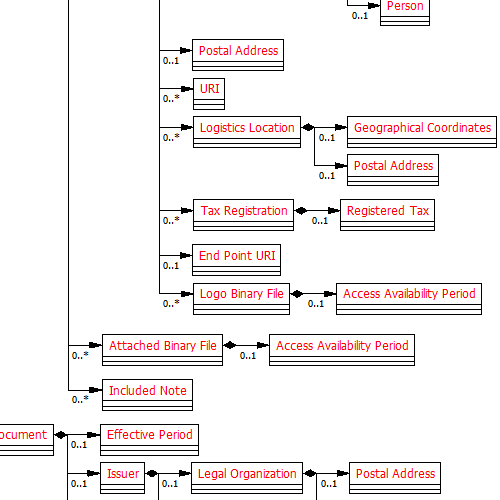 Person
0..1
Postal Address
0..1
URI
0..*
Logistics Location
Geographical Coordinates
0..*
0..1
Postal Address
0..1
Tax Registration
Registered Tax
0..*
0..1
End Point URI
0..1
Logo Binary File
Access Availability Period
0..*
0..1
Attached Binary File
Access Availability Period
0..*
0..1
Included Note
0..*
ocument
Effective Period
0..1
Issuer
Legal Organization
Postal Address
0..1
0..1
0..1